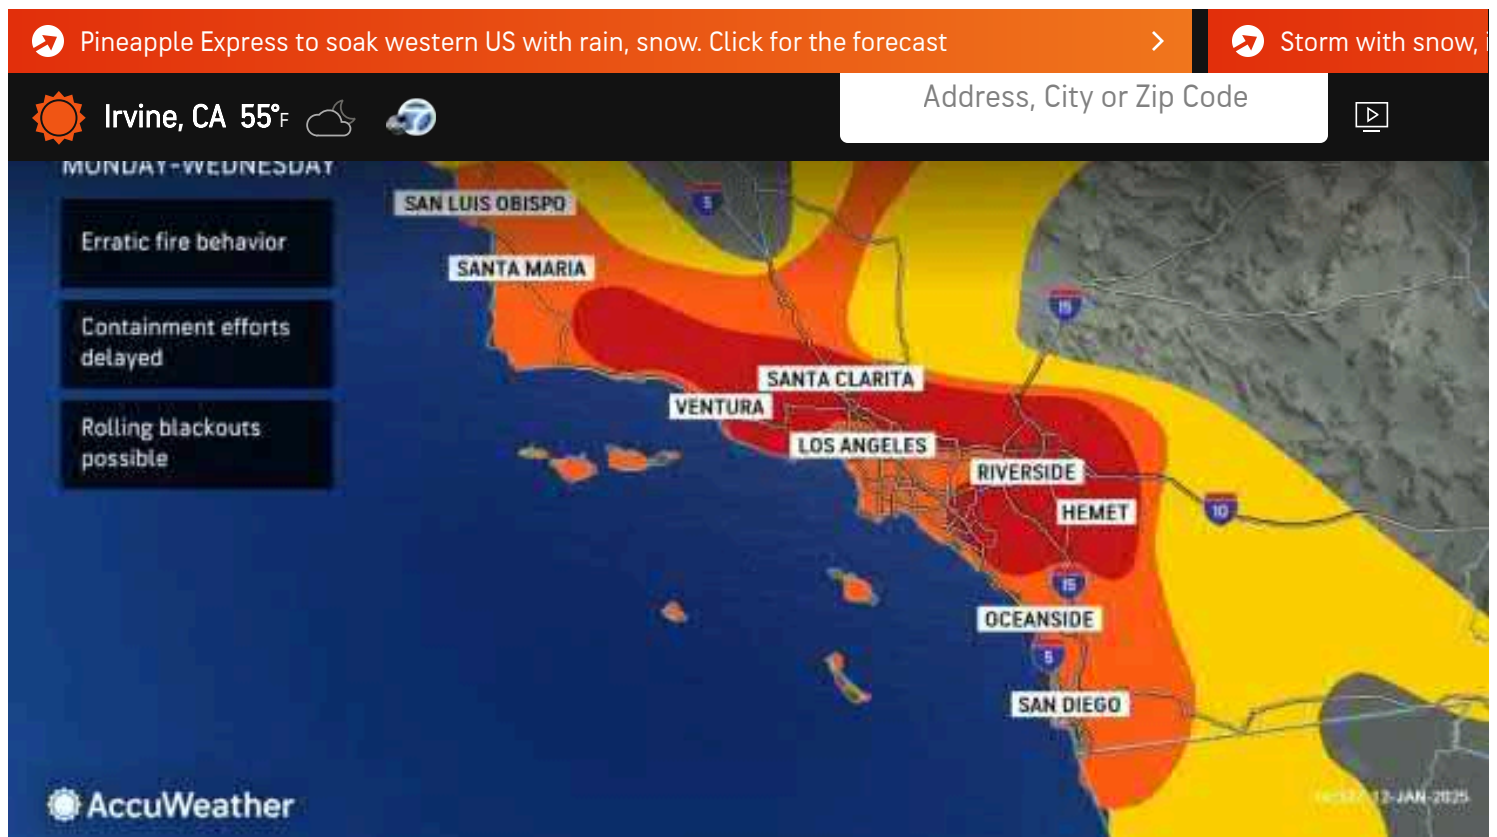 Pineapple Express to soak western US with rain, snow. Click for the forecast
Storm with snow,
Irvine, CA 55°F
7
Address, City or Zip Code
MONDAY-WEDNESDAY
Erratic fire behavior
Containment efforts
delayed
Rolling blackouts
possible
SAN LUIS OBISPO
5
SANTA MARIA
15
SANTA CLARITA
VENTURA
LOS ANGELES
RIVERSIDE
HEMET
10
15
OCEANSIDE
5
SAN DIEGO
AccuWeather
12-JAN-2025